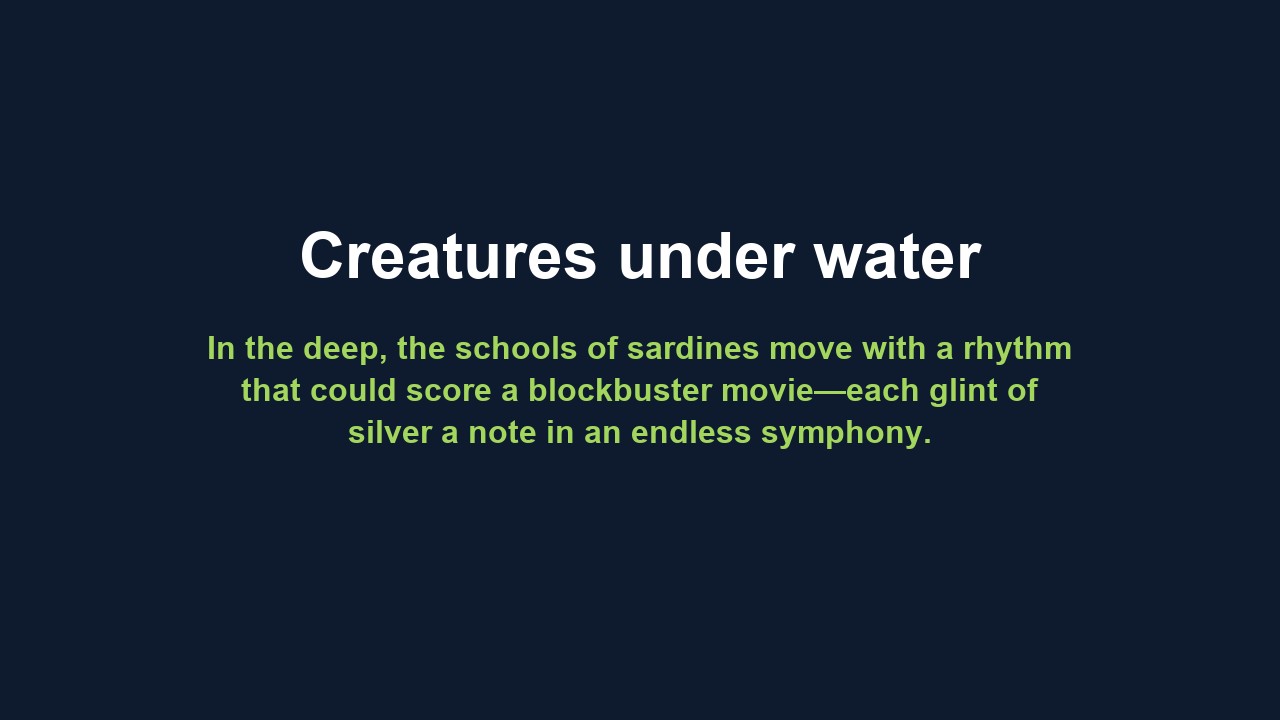 Creatures under water
In the deep, the schools of sardines move with a rhythm
that could score a blockbuster movie—each glint of
silver a note in an endless symphony.